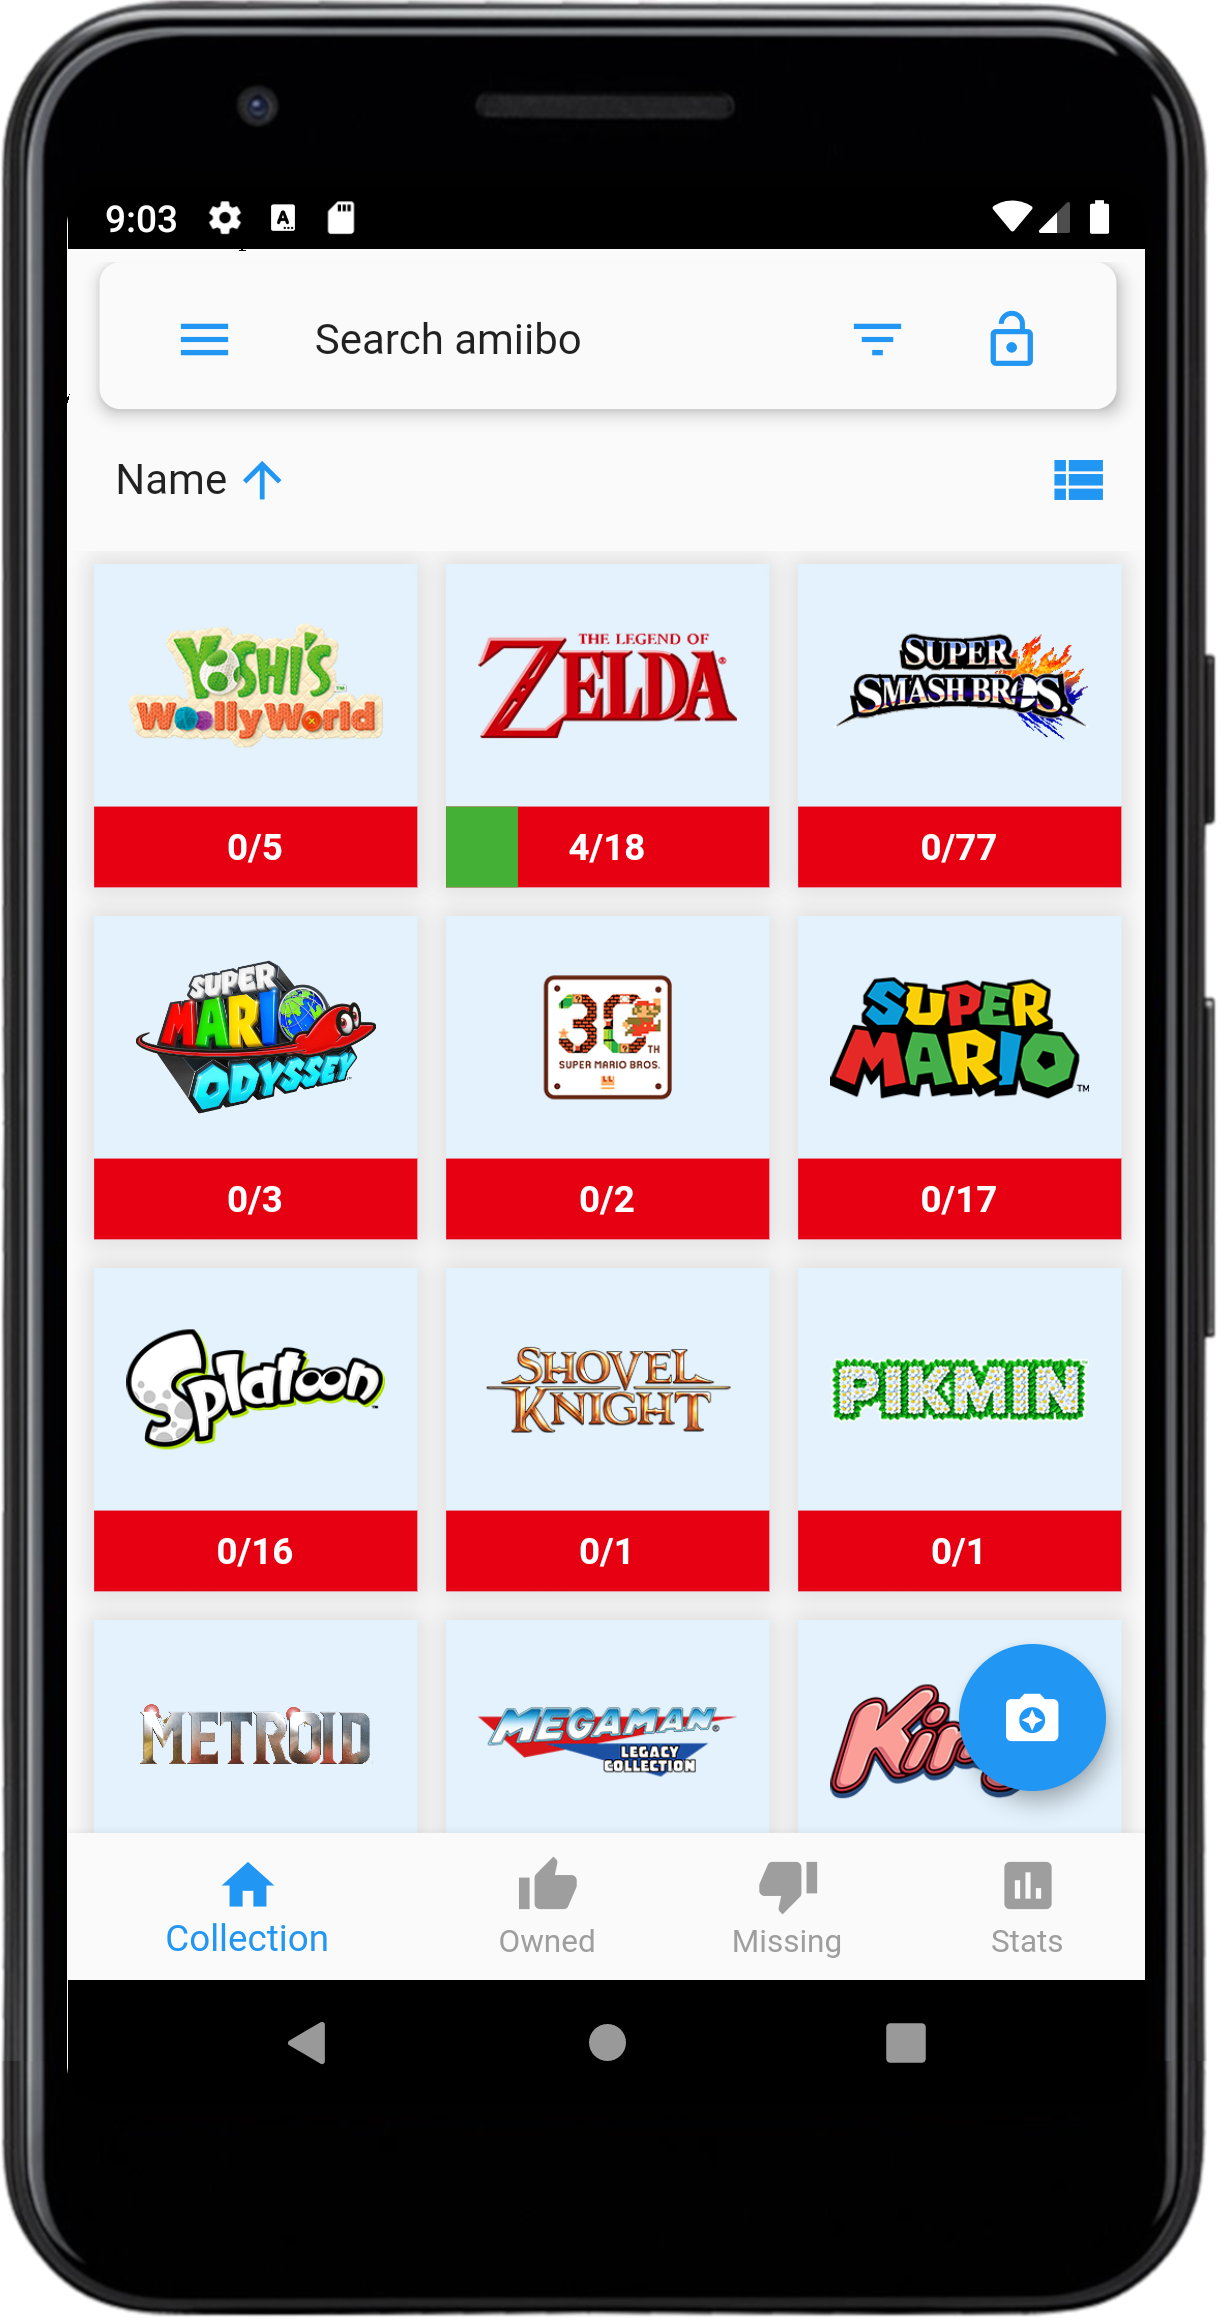 9:03
Search amiibo
Name
YOSHI'S
Woolly World
THE LEGEND OF
ZELDA
SUPER
SMASH BROS.
0/5
4/18
0/77
SUPER
MARIO
ODYSSEY
30TH
SUPER MARIO BROS.
SUPER
MARIO
TM
0/3
0/2
0/17
Splatoon
SHOVEL
KNIGHT
PIKMIN
0/16
0/1
0/1
METROID
MEGAMAN
LEGACY
COLLECTION
Collection
Owned
Missing
Stats